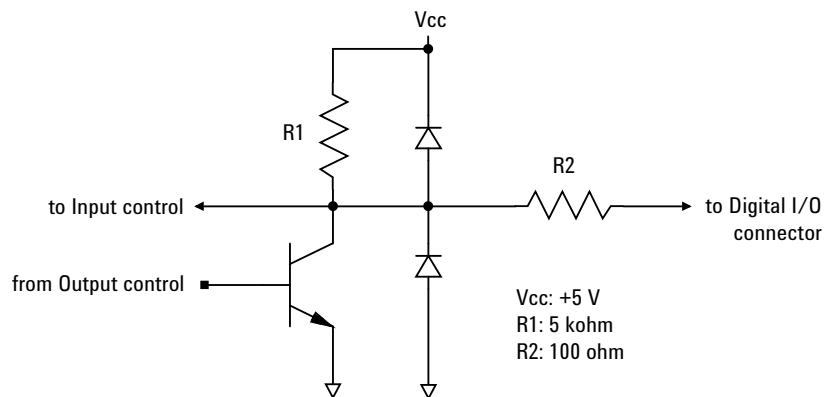 Vcc
R1
R2
to Input control
to Digital I/O
connector
from Output control
Vcc: +5 V
R1: 5 kohm
R2: 100 ohm